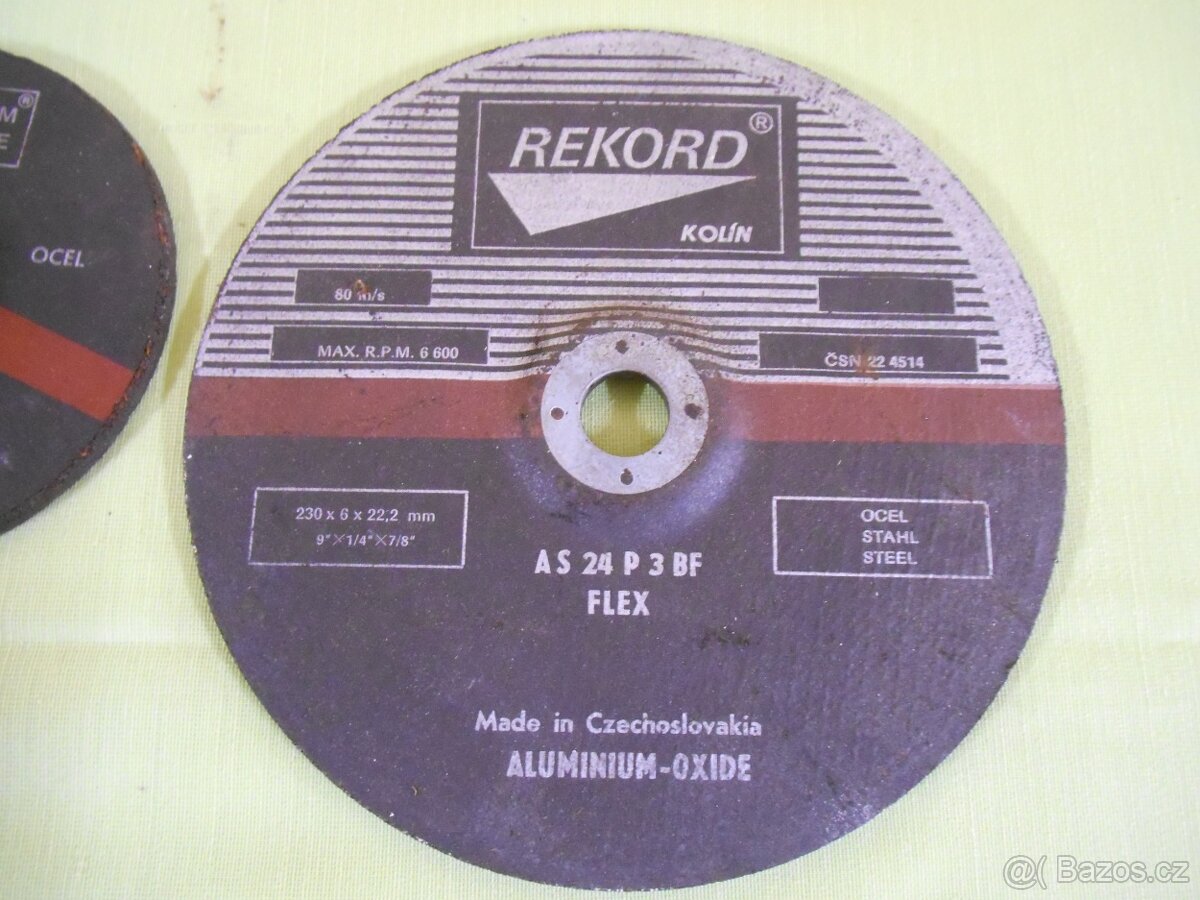 M®
E
OCEL
REKORD®
KOLÍN
80 m/s
MAX. R.P.M. 6 600
ČSN 22 4514
230 x 6 x 22,2 mm
9"×1/4"×7/8"
OCEL
STAHL
STEEL
AS 24 P 3 BF
FLEX
Made in Czechoslovakia
ALUMINIUM-OXIDE
@( Bazos.cz